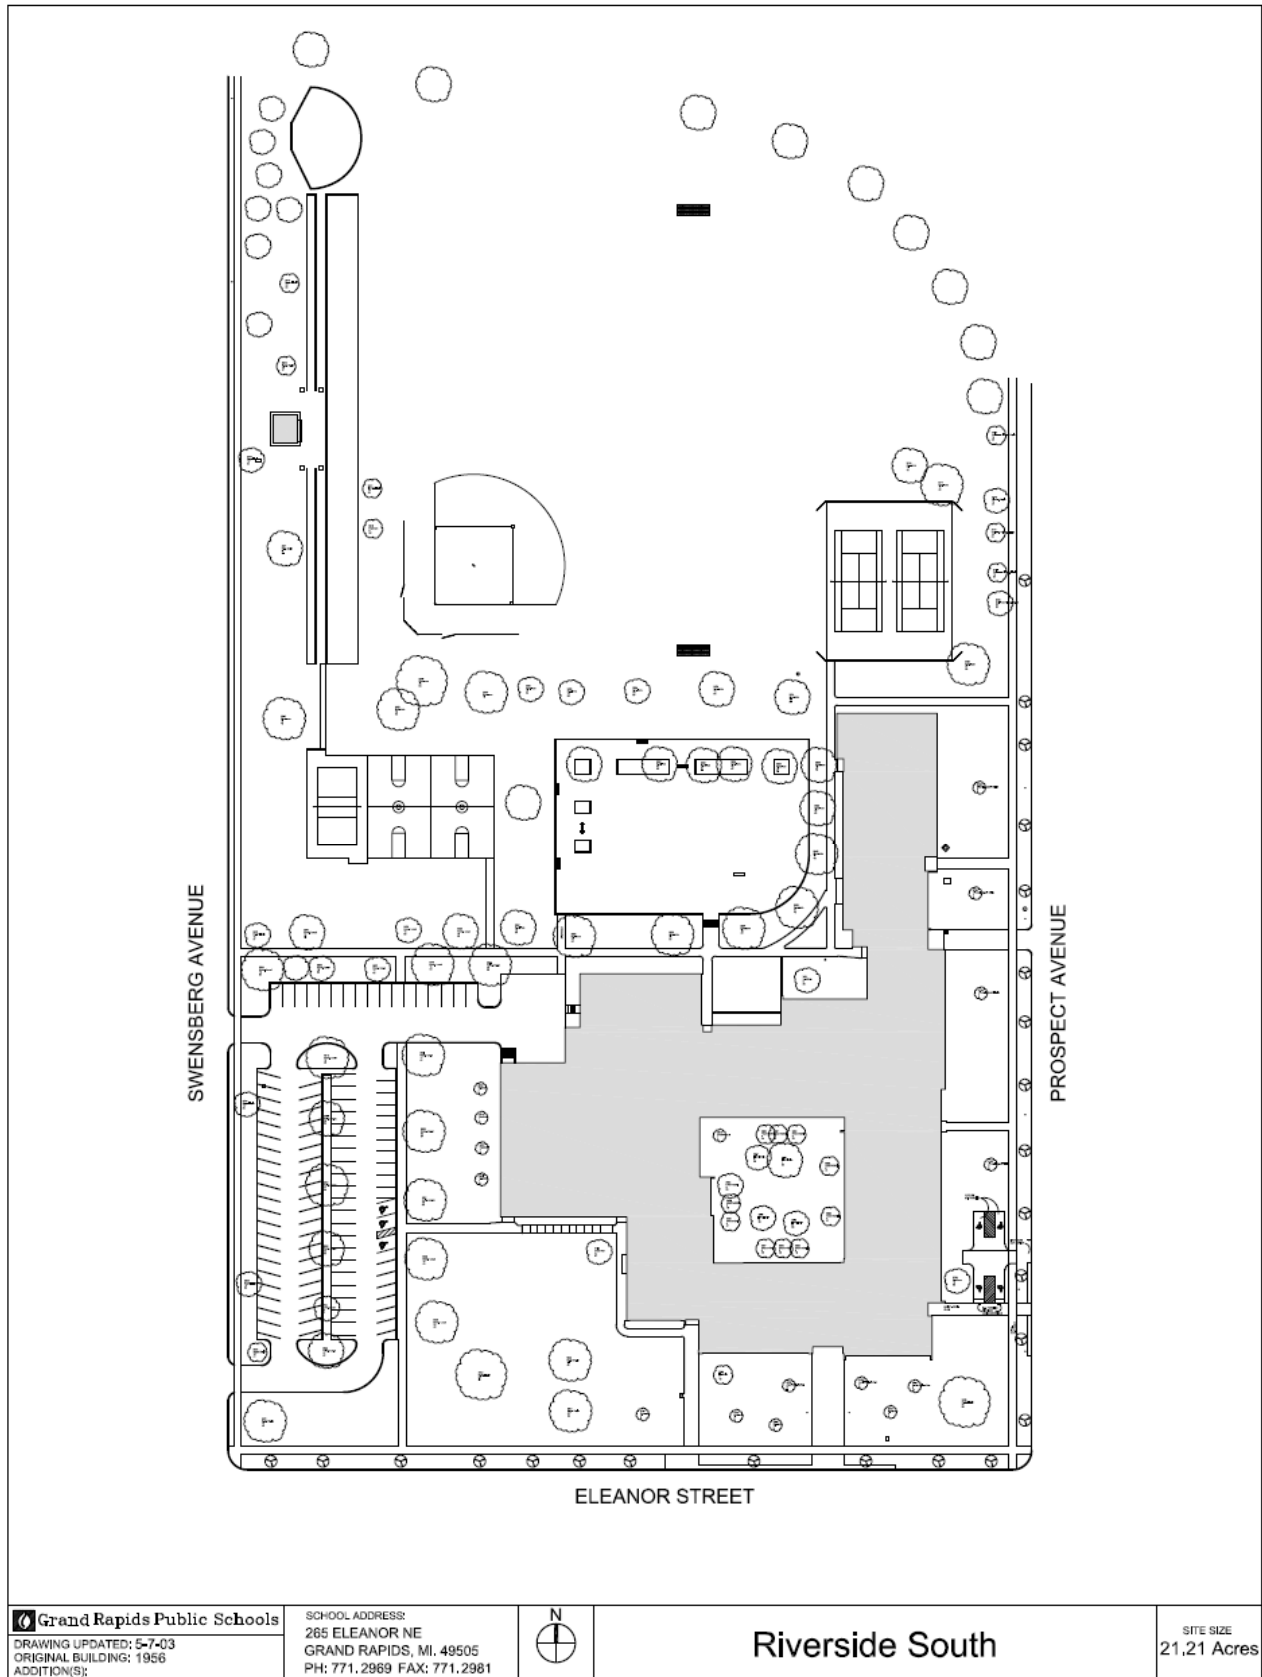 SWENSBERG AVENUE
PROSPECT AVENUE
ELEANOR STREET
Grand Rapids Public Schools
DRAWING UPDATED: 5-7-03
ORIGINAL BUILDING: 1956
ADDITION(S):
SCHOOL ADDRESS:
265 ELEANOR NE
GRAND RAPIDS, MI. 49505
PH: 771.2969 FAX: 771.2981
N
Riverside South
SITE SIZE
21.21 Acres